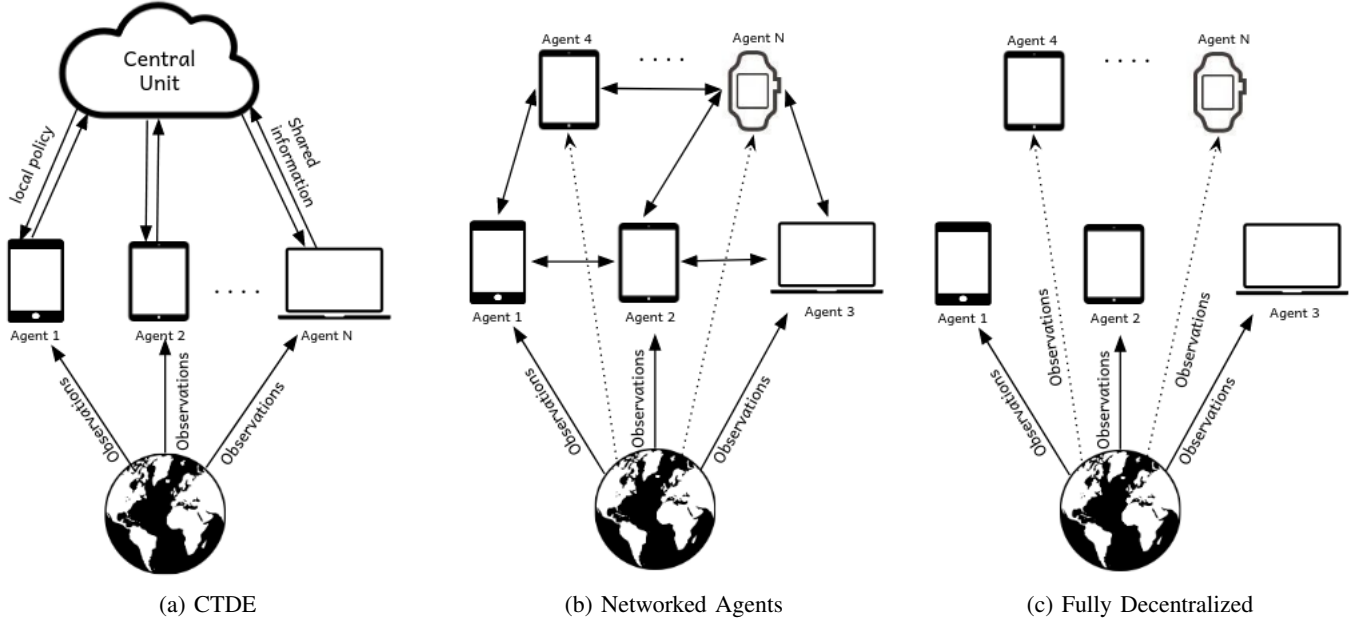 Central
Unit
local policy
Shared
information
Agent 1
Agent 2
. . . .
Agent N
Observations
Observations
Observations
(a) CTDE
Agent 4
. . . .
Agent N
Agent 1
Agent 2
Agent 3
Observations
Observations
Observations
(b) Networked Agents
Agent 4
. . . .
Agent N
Agent 1
Agent 2
Agent 3
Observations
Observations
Observations
Observations
Observations
(c) Fully Decentralized